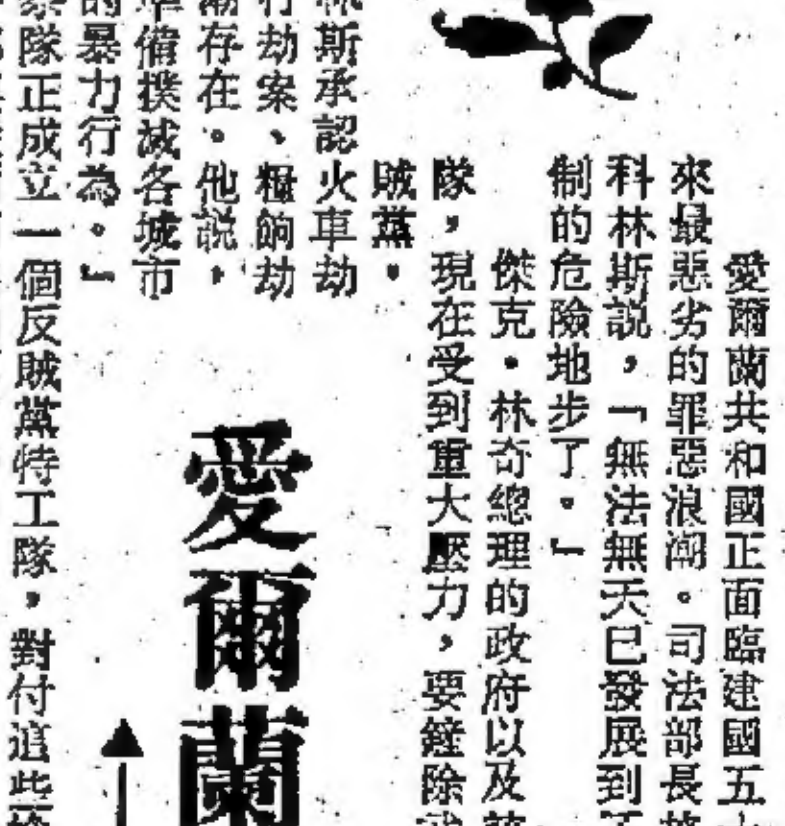 愛爾蘭共和國正面臨建國五
來最惡劣的罪惡浪潮。司法部長
科林斯説，「無法無天已發展到
制的危險地步了。」
傑克・林奇總理的政府以及
隊，現在受到重大壓力，要鏟除
賊黨。
斯承認火車劫
行劫案、糧餉劫
潮存在。他説，
準備撲滅各城市
的暴力行為。」
隊正成立一個反賊黨特工隊，對付這些
愛爾蘭